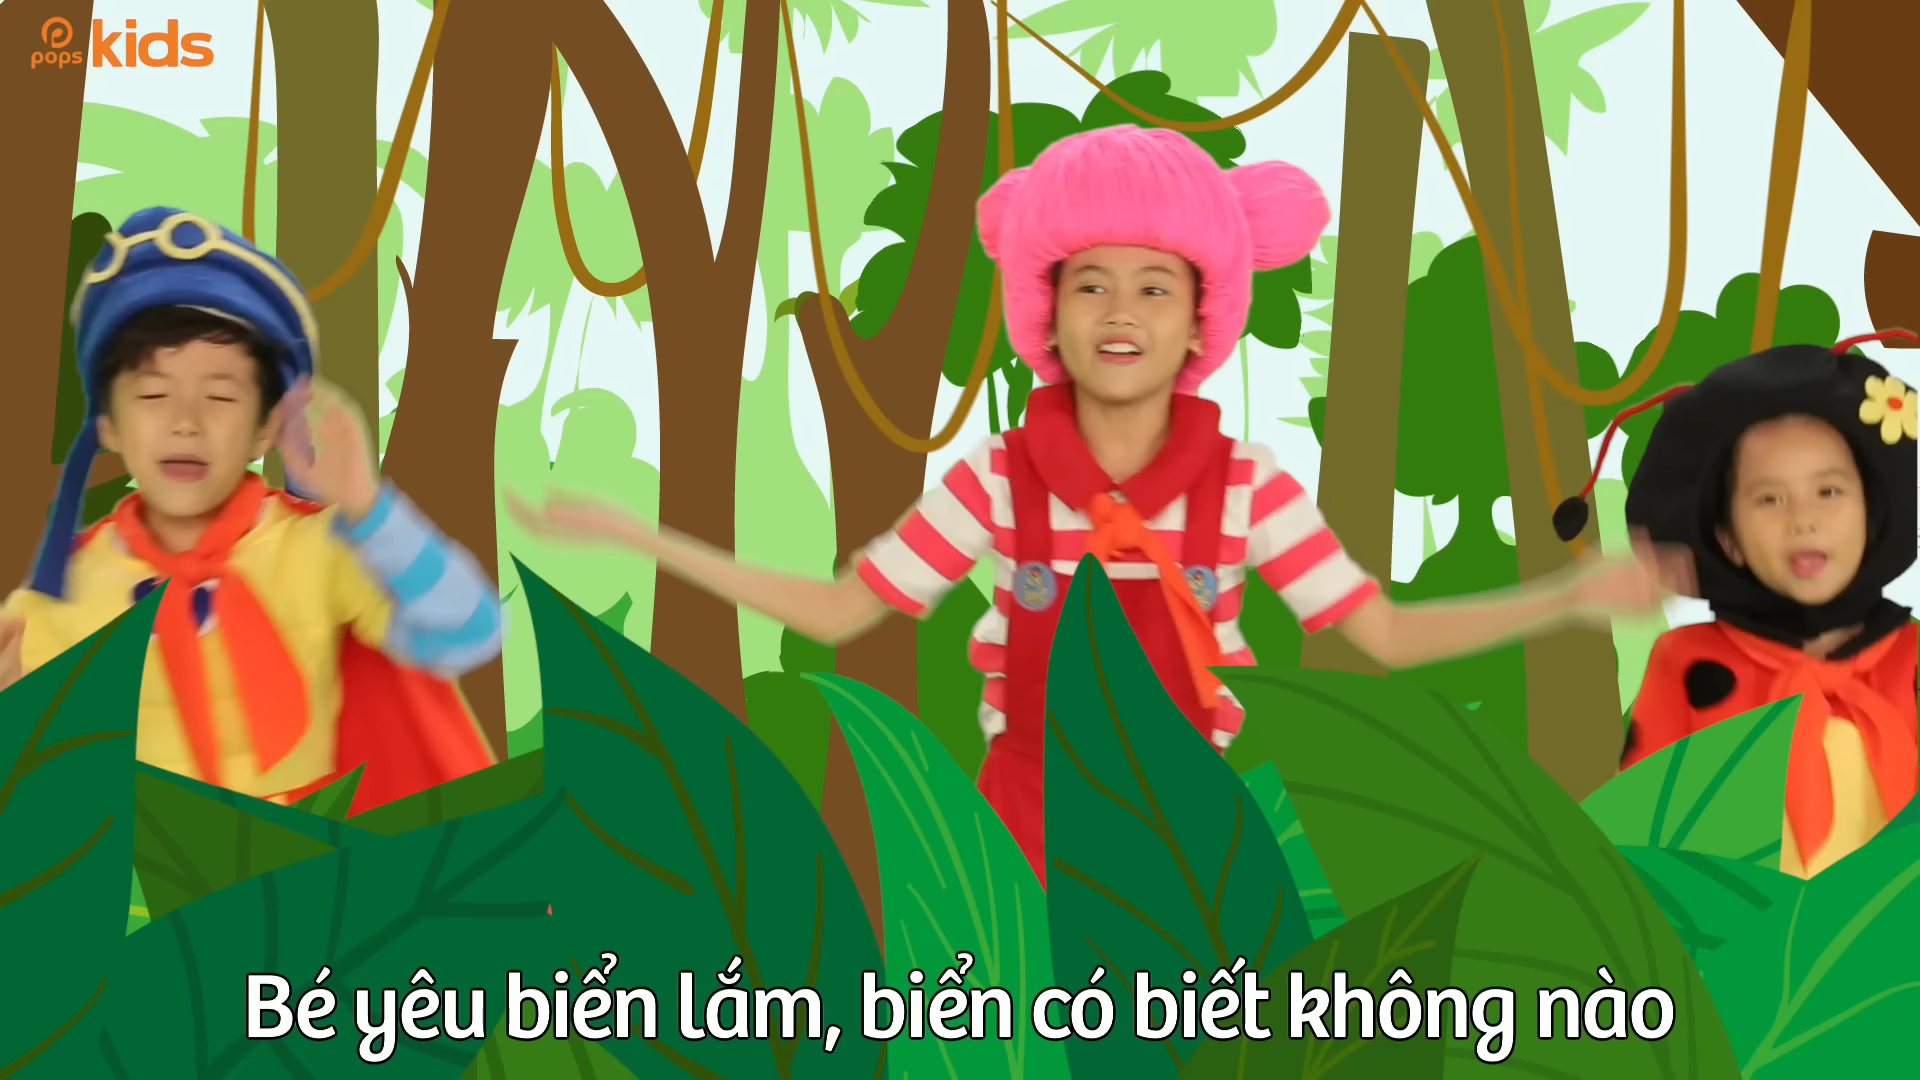 pops kids
Bé yêu biển lắm, biển có biết không nào